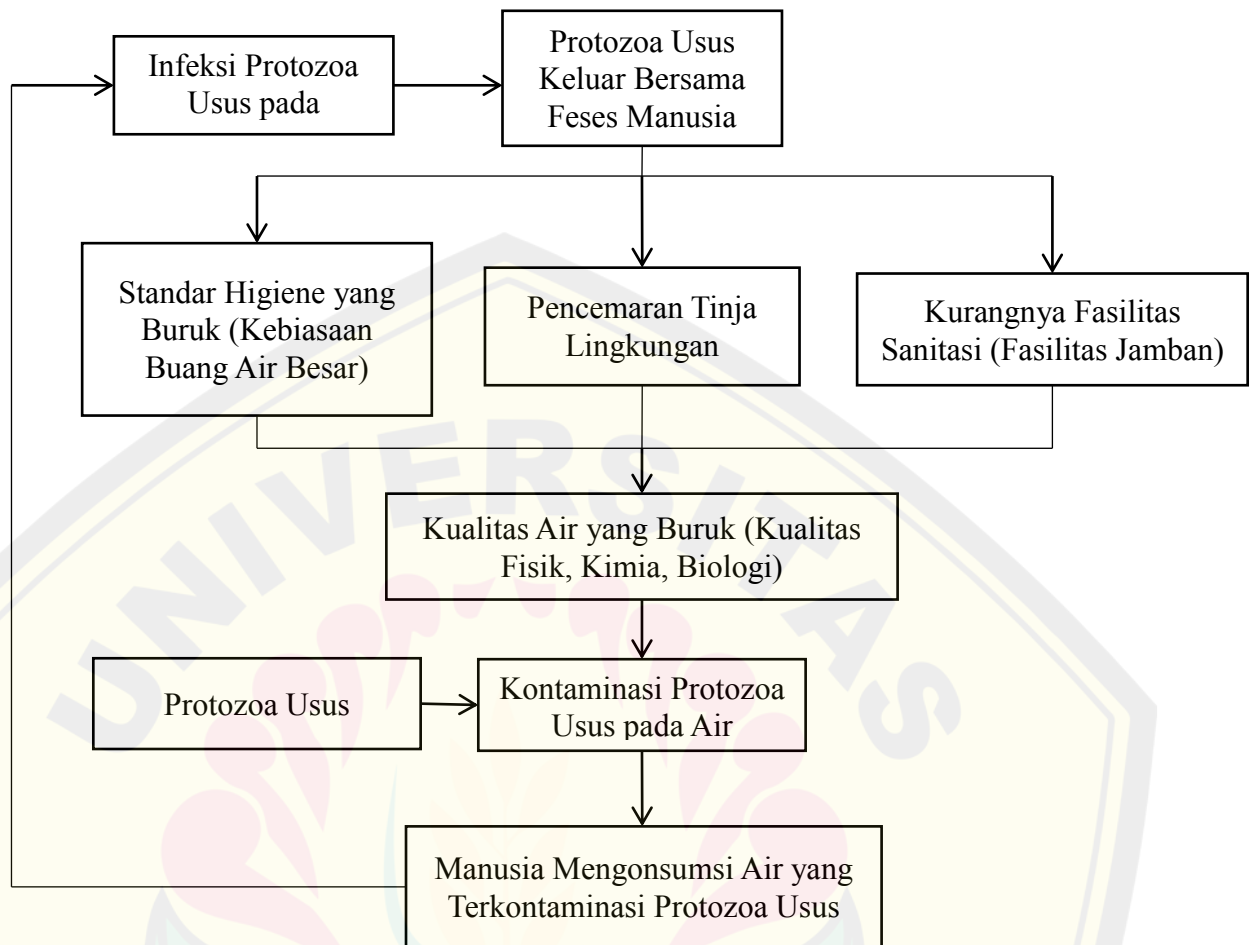 Infeksi Protozoa
Usus pada
Protozoa Usus
Keluar Bersama
Feses Manusia
Standar Higiene yang
Buruk (Kebiasaan
Buang Air Besar)
Pencemaran Tinja
Lingkungan
Kurangnya Fasilitas
Sanitasi (Fasilitas Jamban)
Kualitas Air yang Buruk (Kualitas
Fisik, Kimia, Biologi)
Protozoa Usus
Kontaminasi Protozoa
Usus pada Air
Manusia Mengonsumsi Air yang
Terkontaminasi Protozoa Usus
UNIVERSITAS